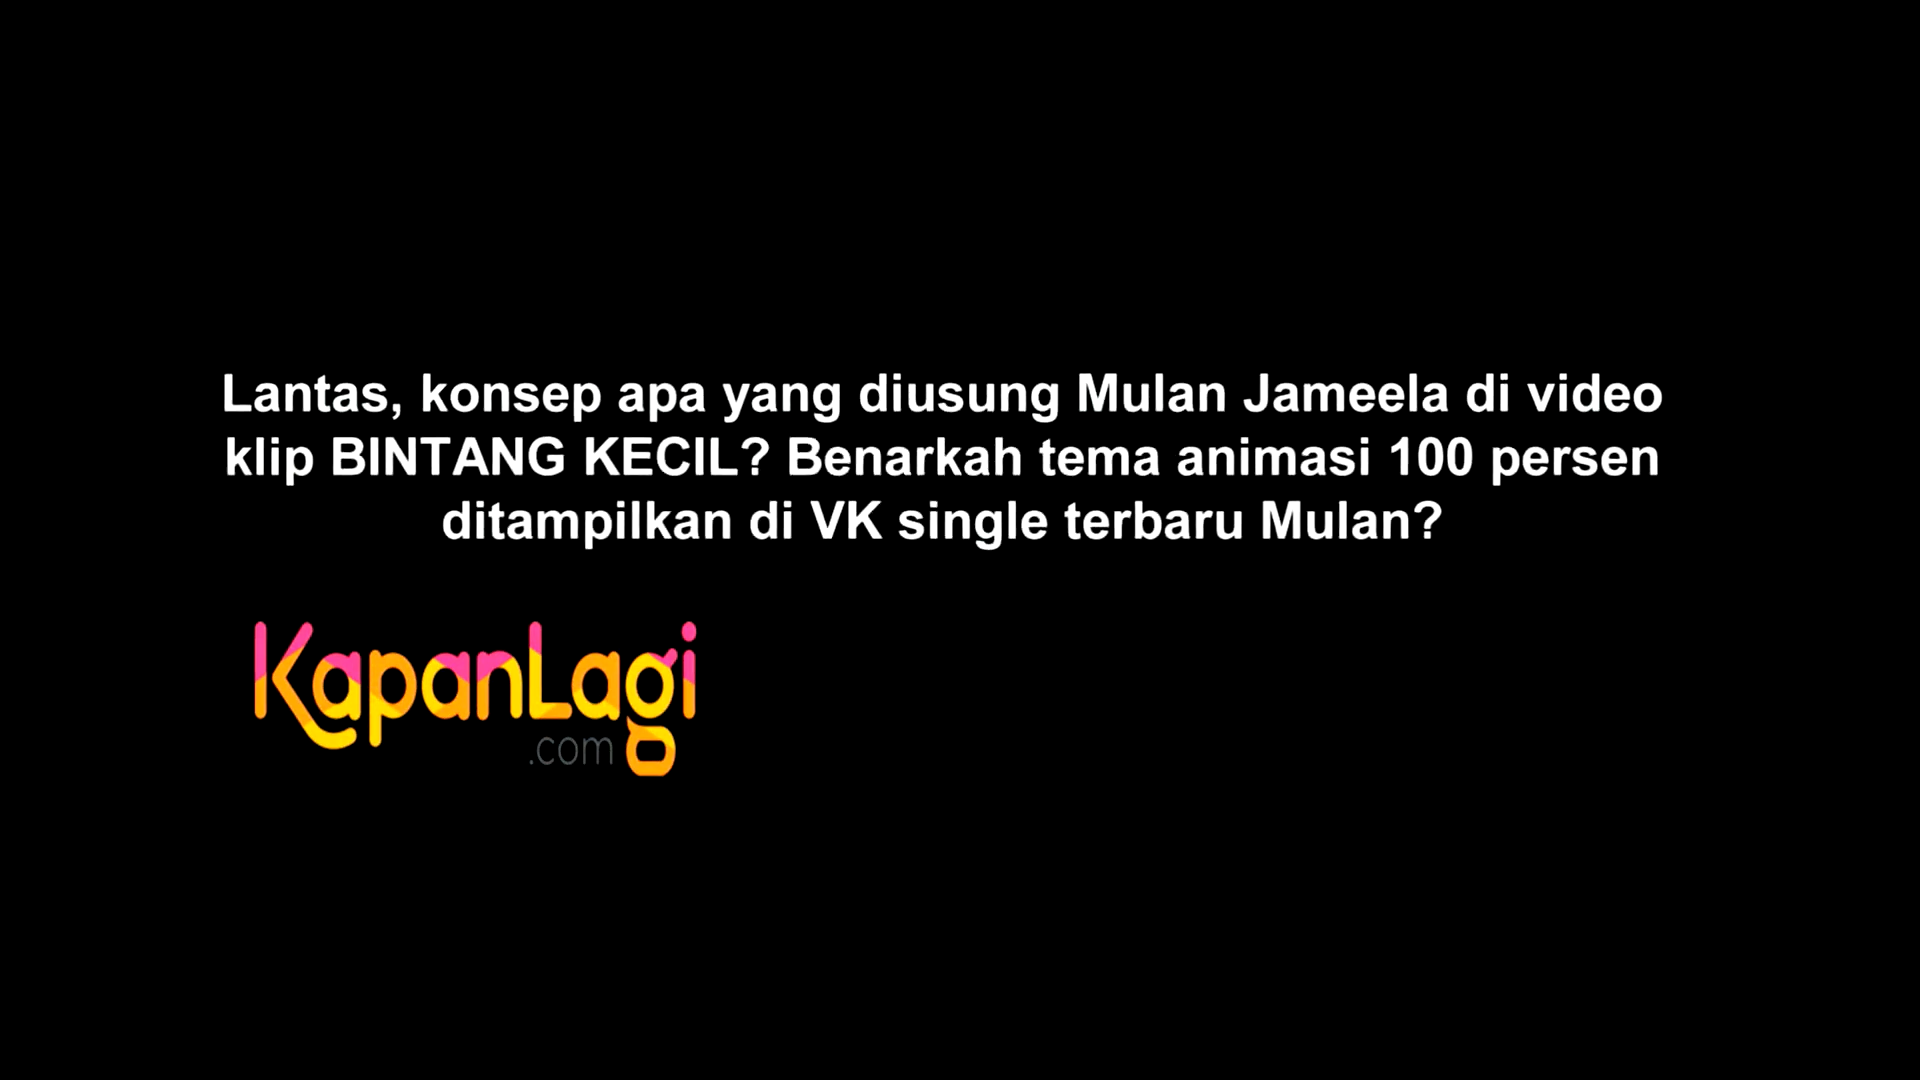 Lantas, konsep apa yang diusung Mulan Jameela di video
klip BINTANG KECIL? Benarkah tema animasi 100 persen
ditampilkan di VK single terbaru Mulan?
KapanLagi
.com